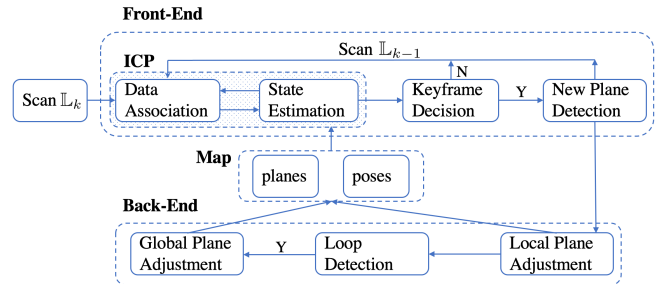 Front-End
ICP
Scan 𝕃ₖ₋₁
Scan 𝕃ₖ
Data
Association
State
Estimation
Keyframe
Decision
N
Y
New Plane
Detection
Map
planes
poses
Back-End
Global Plane
Adjustment
Y
Loop
Detection
Local Plane
Adjustment